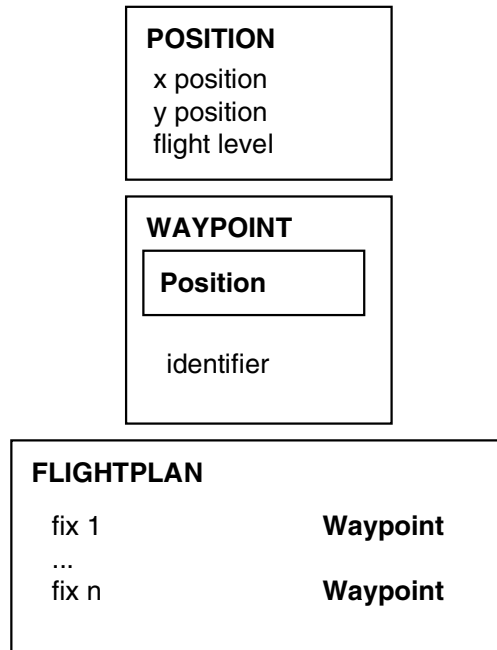 POSITION
x position
y position
flight level
WAYPOINT
Position
identifier
FLIGHTPLAN
fix 1 Waypoint
...
fix n Waypoint